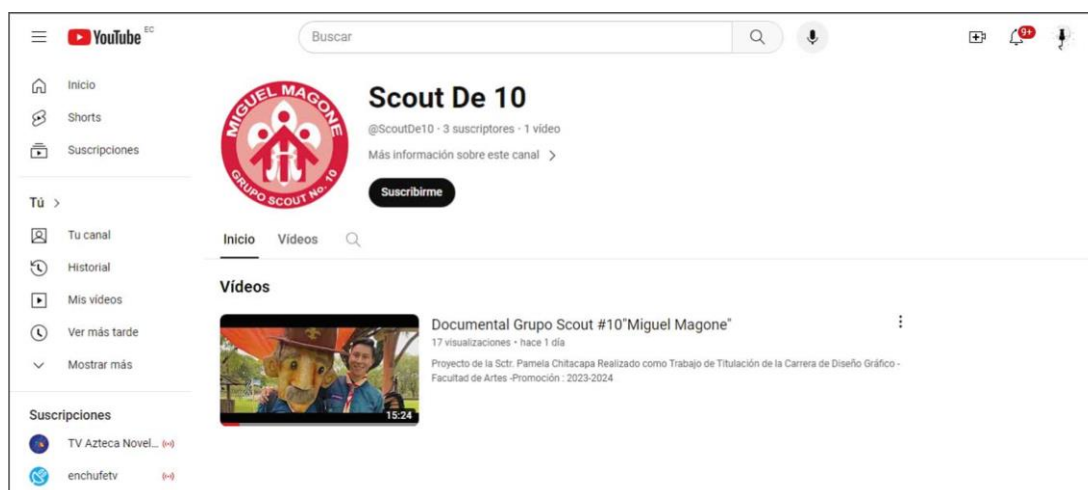 YouTube EC
Buscar
9+
Inicio
Shorts
Suscripciones
Tú >
Tu canal
Historial
Mis vídeos
Ver más tarde
Mostrar más
Suscripciones
TV Azteca Novel...
enchufetv
MIGUEL MAGONE
GRUPO SCOUT No. 10
Scout De 10
@ScoutDe10 · 3 suscriptores · 1 vídeo
Más información sobre este canal >
Suscribirme
Inicio Vídeos
Vídeos
15:24
Documental Grupo Scout #10"Miguel Magone"
17 visualizaciones · hace 1 día
Proyecto de la Sctr. Pamela Chitacapa Realizado como Trabajo de Titulación de la Carrera de Diseño Gráfico -
Facultad de Artes -Promoción : 2023-2024